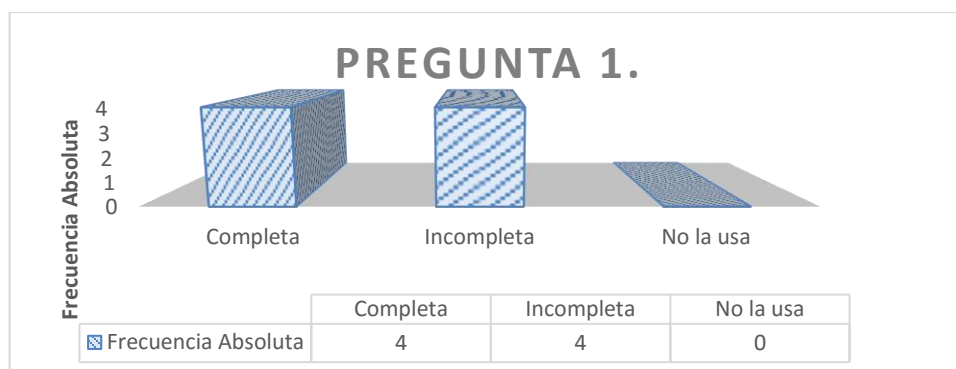 PREGUNTA 1.
Frecuencia Absoluta
4
3
2
1
0
Completa Incompleta No la usa
Completa Incompleta No la usa
Frecuencia Absoluta 4 4 0